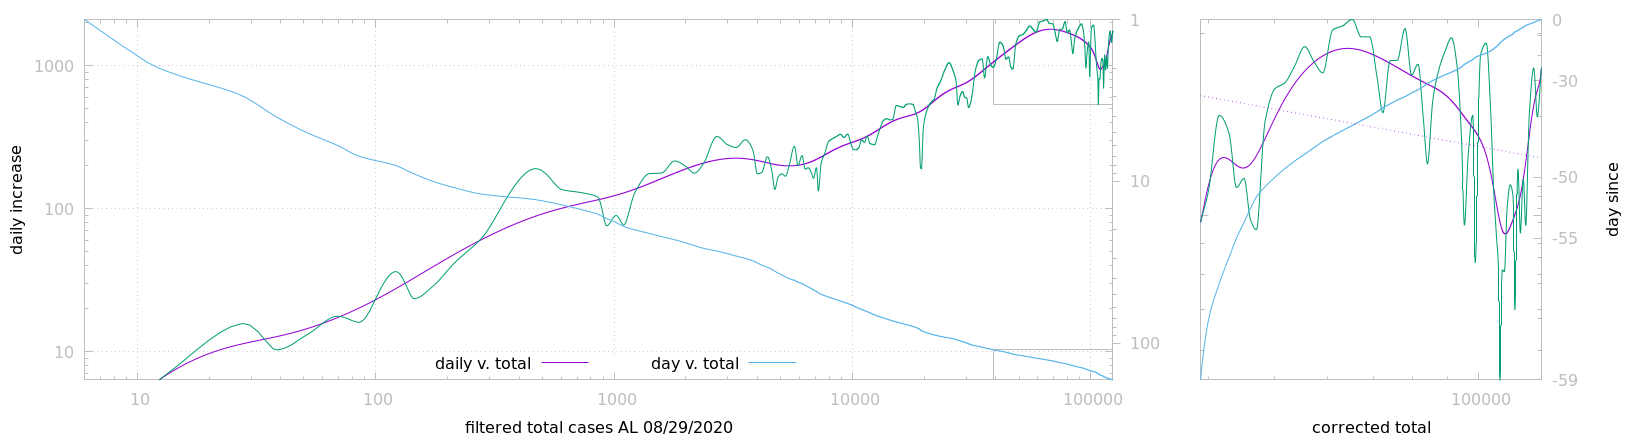 daily increase
1000
100
10
daily v. total
day v. total
10
100
1000
10000
100000
filtered total cases AL 08/29/2020
1
10
100
100000
corrected total
0
-30
-50
-55
-59
day since